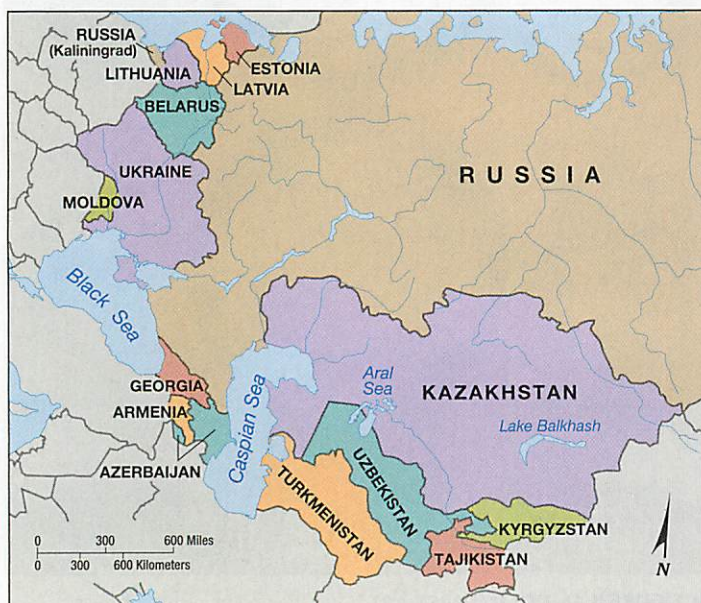 RUSSIA
(Kaliningrad)
ESTONIA
LITHUANIA
LATVIA
BELARUS
RUSSIA
UKRAINE
MOLDOVA
Black Sea
GEORGIA
ARMENIA
AZERBAIJAN
Caspian Sea
Aral
Sea
KAZAKHSTAN
Lake Balkhash
UZBEKISTAN
TURKMENISTAN
KYRGYZSTAN
TAJIKISTAN
0 300 600 Miles
0 300 600 Kilometers
N